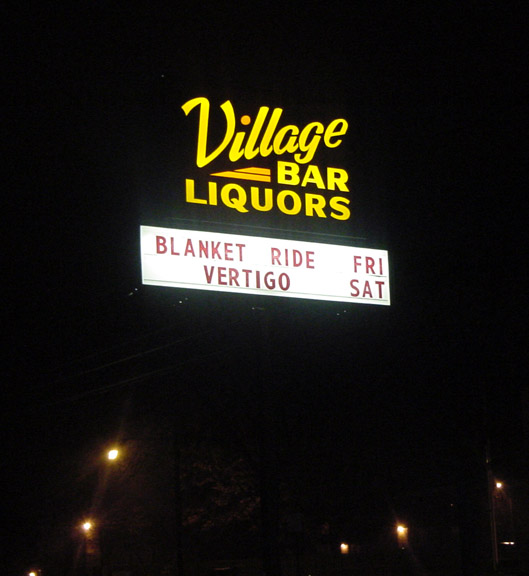 Village
BAR
LIQUORS
BLANKET RIDE FRI
VERTIGO SAT